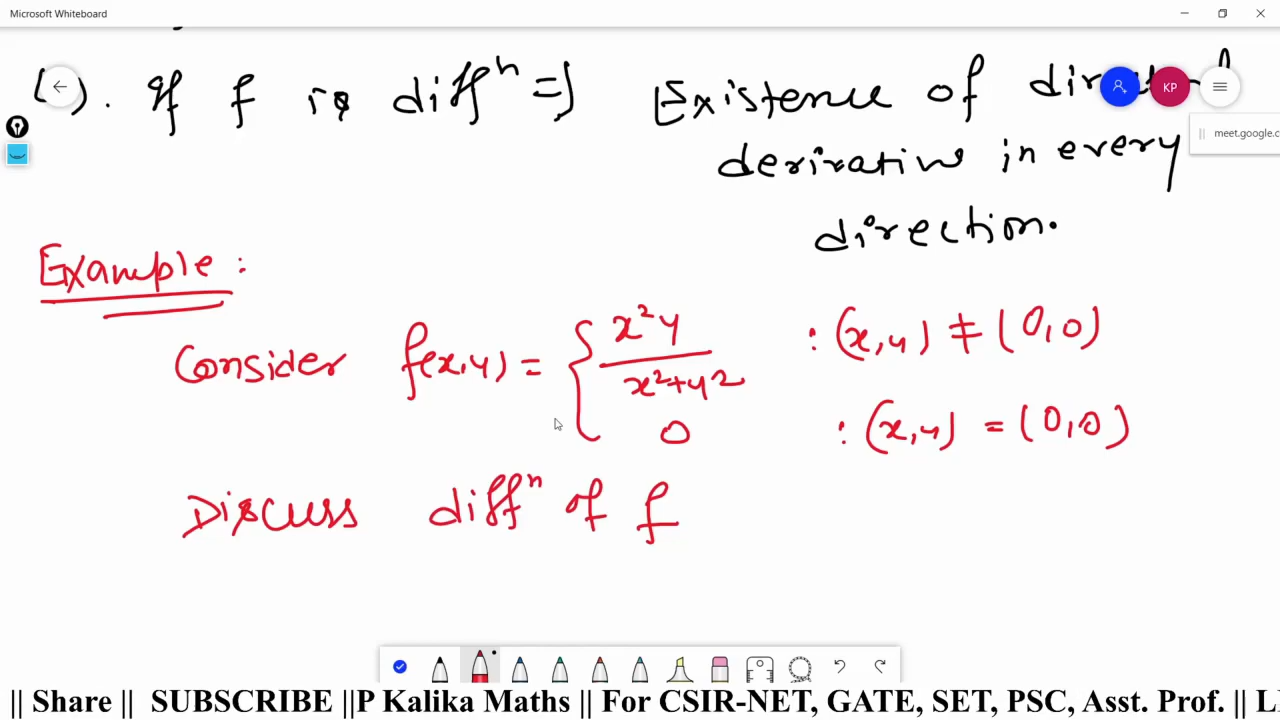 Microsoft Whiteboard
If f is diffⁿ => Existence of
KP
meet.google.c
derivative in every
direction.
Example :
Consider f(x,y) = { x²y / x²+y² : (x,y) ≠ (0,0)
0 : (x,y) = (0,0)
Discuss diffⁿ of f
|| Share || SUBSCRIBE ||P Kalika Maths || For CSIR-NET, GATE, SET, PSC, Asst. Prof. || LI